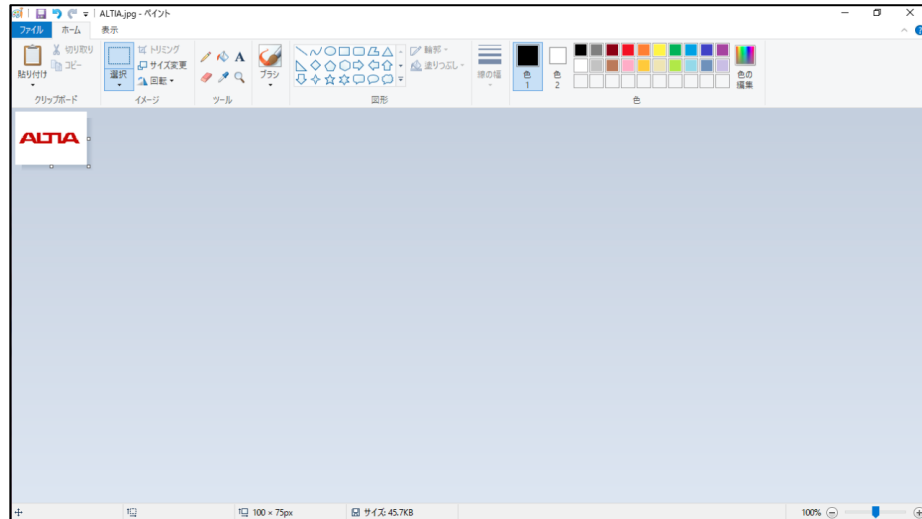 ALTIA.jpg - ペイント
ファイル ホーム 表示
貼り付け
切り取り
コピー
クリップボード
選択
トリミング
サイズ変更
回転
イメージ
A
ツール
ブラシ
図形
輪郭
塗りつぶし
線の幅
色
1
色
2
色の
編集
色
ALTIA
100 × 75px
サイズ: 45.7KB
100%